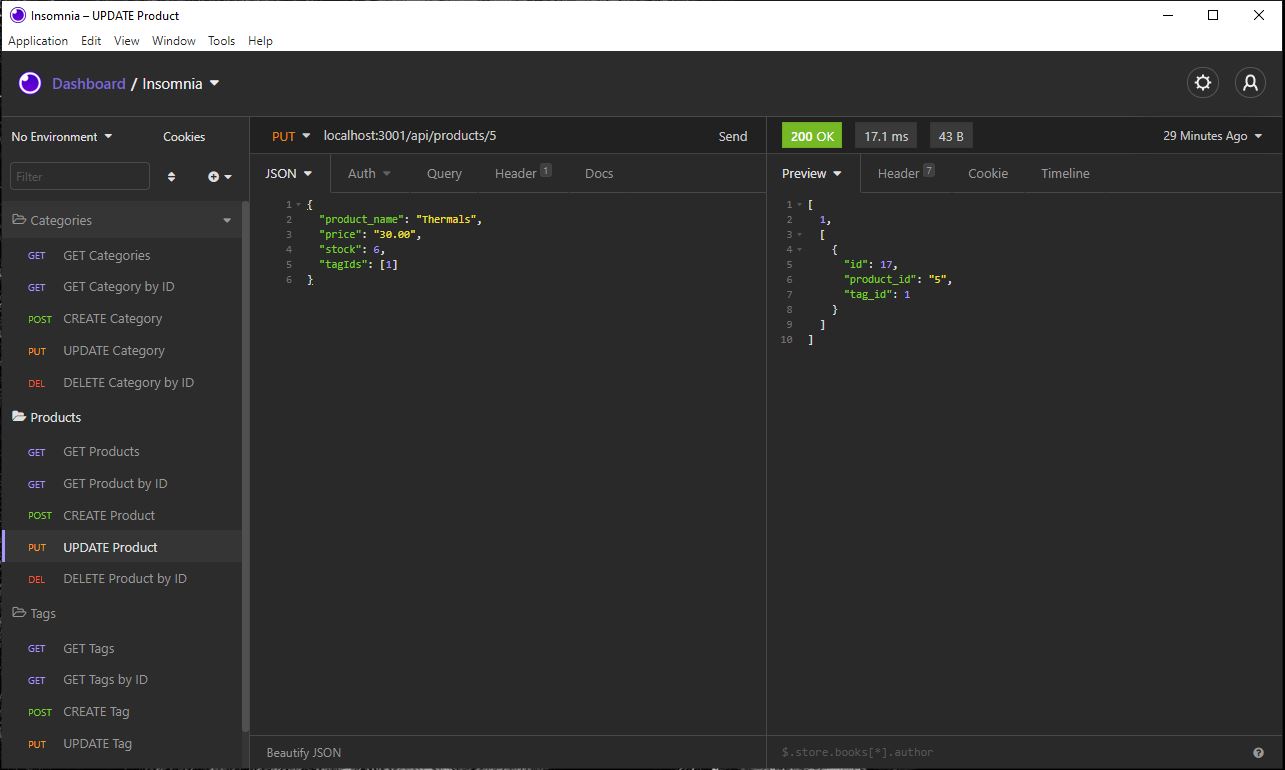 Insomnia – UPDATE Product
Application Edit View Window Tools Help
Dashboard / Insomnia
No Environment Cookies
Filter
Categories
GET GET Categories
GET GET Category by ID
POST CREATE Category
PUT UPDATE Category
DEL DELETE Category by ID
Products
GET GET Products
GET GET Product by ID
POST CREATE Product
PUT UPDATE Product
DEL DELETE Product by ID
Tags
GET GET Tags
GET GET Tags by ID
POST CREATE Tag
PUT UPDATE Tag
PUT localhost:3001/api/products/5 Send
JSON Auth Query Header 1 Docs
1 {
2 "product_name": "Thermals",
3 "price": "30.00",
4 "stock": 6,
5 "tagIds": [1]
6 }
Beautify JSON
200 OK 17.1 ms 43 B 29 Minutes Ago
Preview Header 7 Cookie Timeline
1 [
2 1,
3 [
4 {
5 "id": 17,
6 "product_id": "5",
7 "tag_id": 1
8 }
9 ]
10 ]
$.store.books[*].author